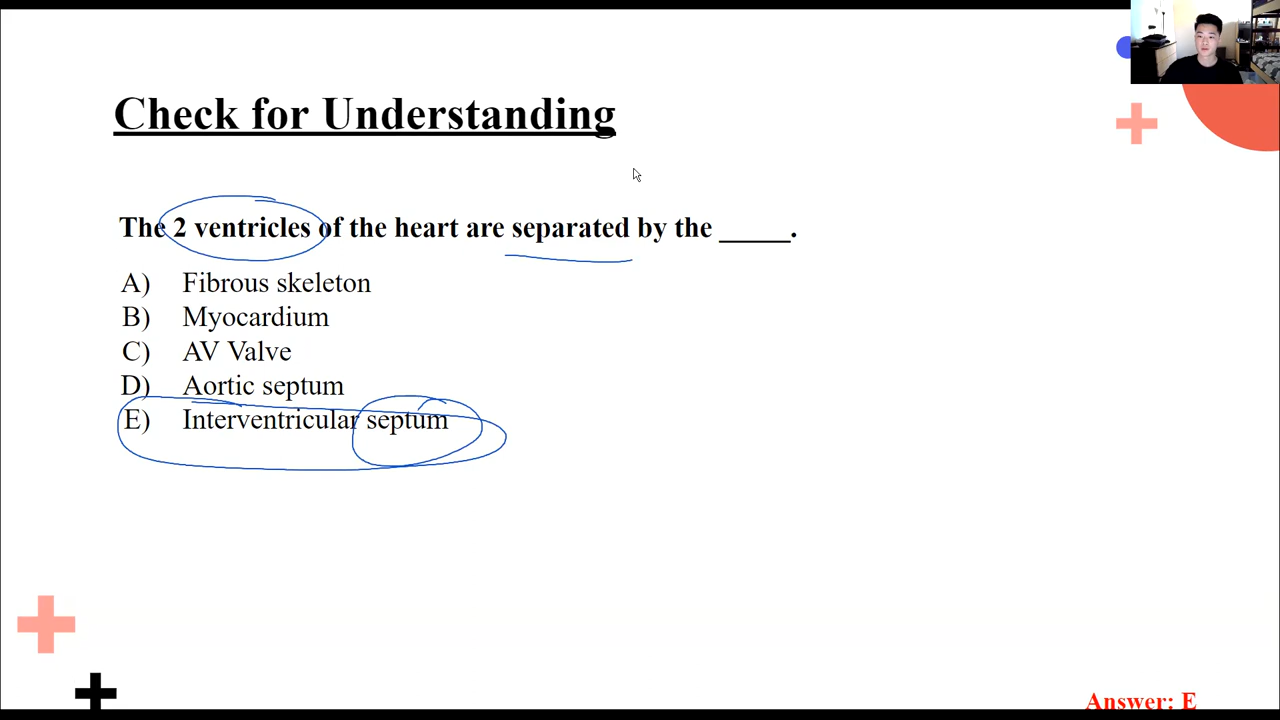 Check for Understanding
The 2 ventricles of the heart are separated by the _____.
A) Fibrous skeleton
B) Myocardium
C) AV Valve
D) Aortic septum
E) Interventricular septum
Answer: E